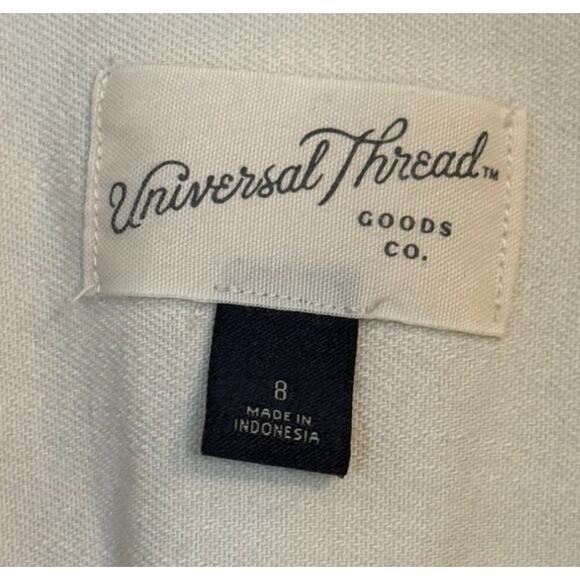 Universal Thread™
GOODS
CO.
8
MADE IN
INDONESIA